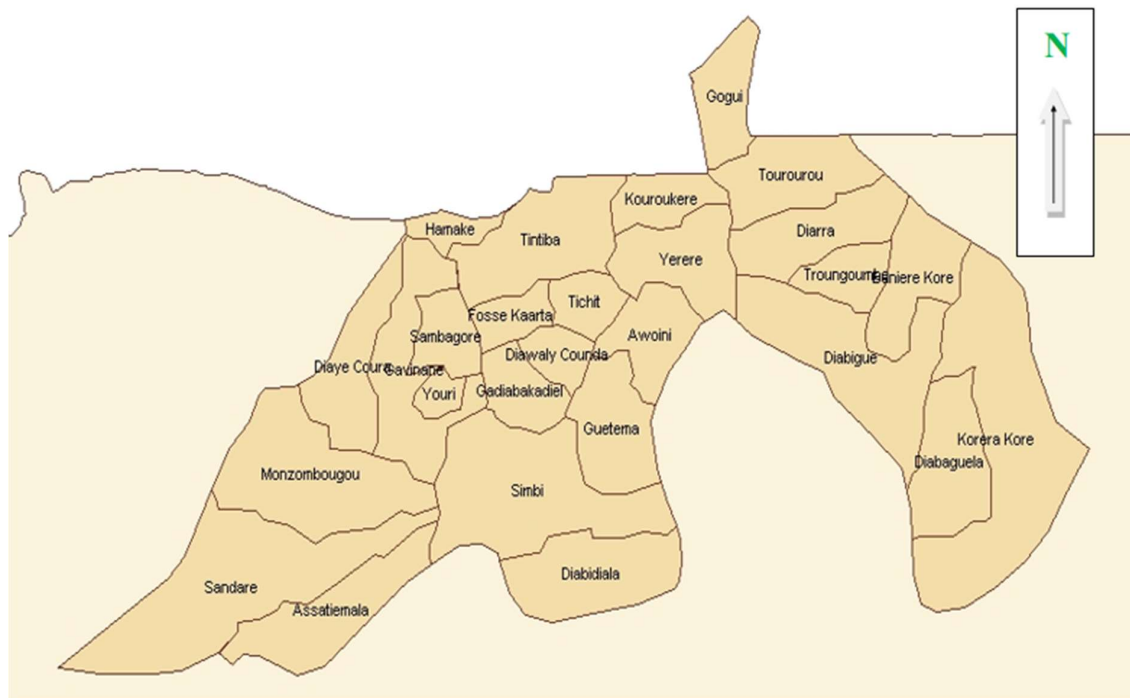 N
Gogui
Tourourou
Kouroukere
Hamake
Diarra
Tintiba
Yerere
Troungoumbe
Baniere Kore
Tichit
Fosse Kaarta
Sambagore
Awoini
Diawaly Counda
Diabigue
Diaye Coura
Gavinane
Youri
Gadiabakadiel
Guetema
Korera Kore
Diabaguela
Monzombougou
Simbi
Diabidiala
Sandare
Assatiemala